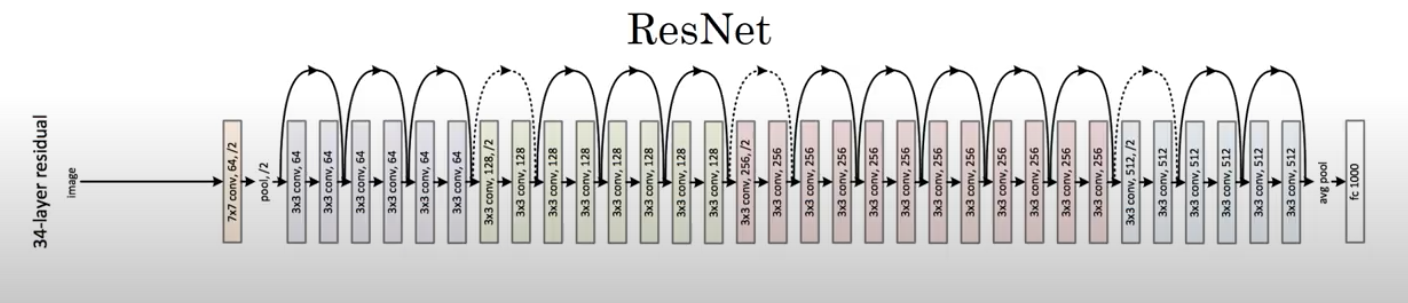 ResNet
34-layer residual
image
7x7 conv, 64, /2
pool, /2
3x3 conv, 64
3x3 conv, 64
3x3 conv, 64
3x3 conv, 64
3x3 conv, 64
3x3 conv, 64
3x3 conv, 128, /2
3x3 conv, 128
3x3 conv, 128
3x3 conv, 128
3x3 conv, 128
3x3 conv, 128
3x3 conv, 128
3x3 conv, 128
3x3 conv, 256, /2
3x3 conv, 256
3x3 conv, 256
3x3 conv, 256
3x3 conv, 256
3x3 conv, 256
3x3 conv, 256
3x3 conv, 256
3x3 conv, 256
3x3 conv, 256
3x3 conv, 256
3x3 conv, 256
3x3 conv, 512, /2
3x3 conv, 512
3x3 conv, 512
3x3 conv, 512
3x3 conv, 512
3x3 conv, 512
avg pool
fc 1000